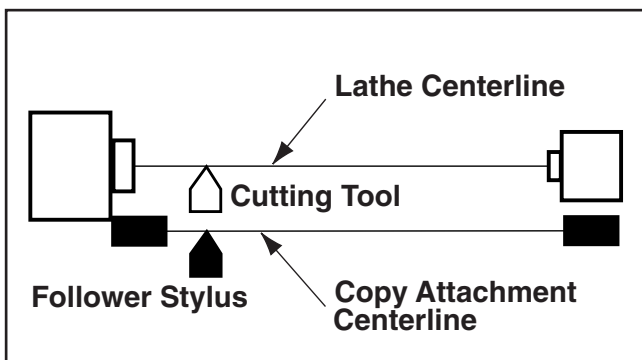 Lathe Centerline
Cutting Tool
Follower Stylus
Copy Attachment
Centerline